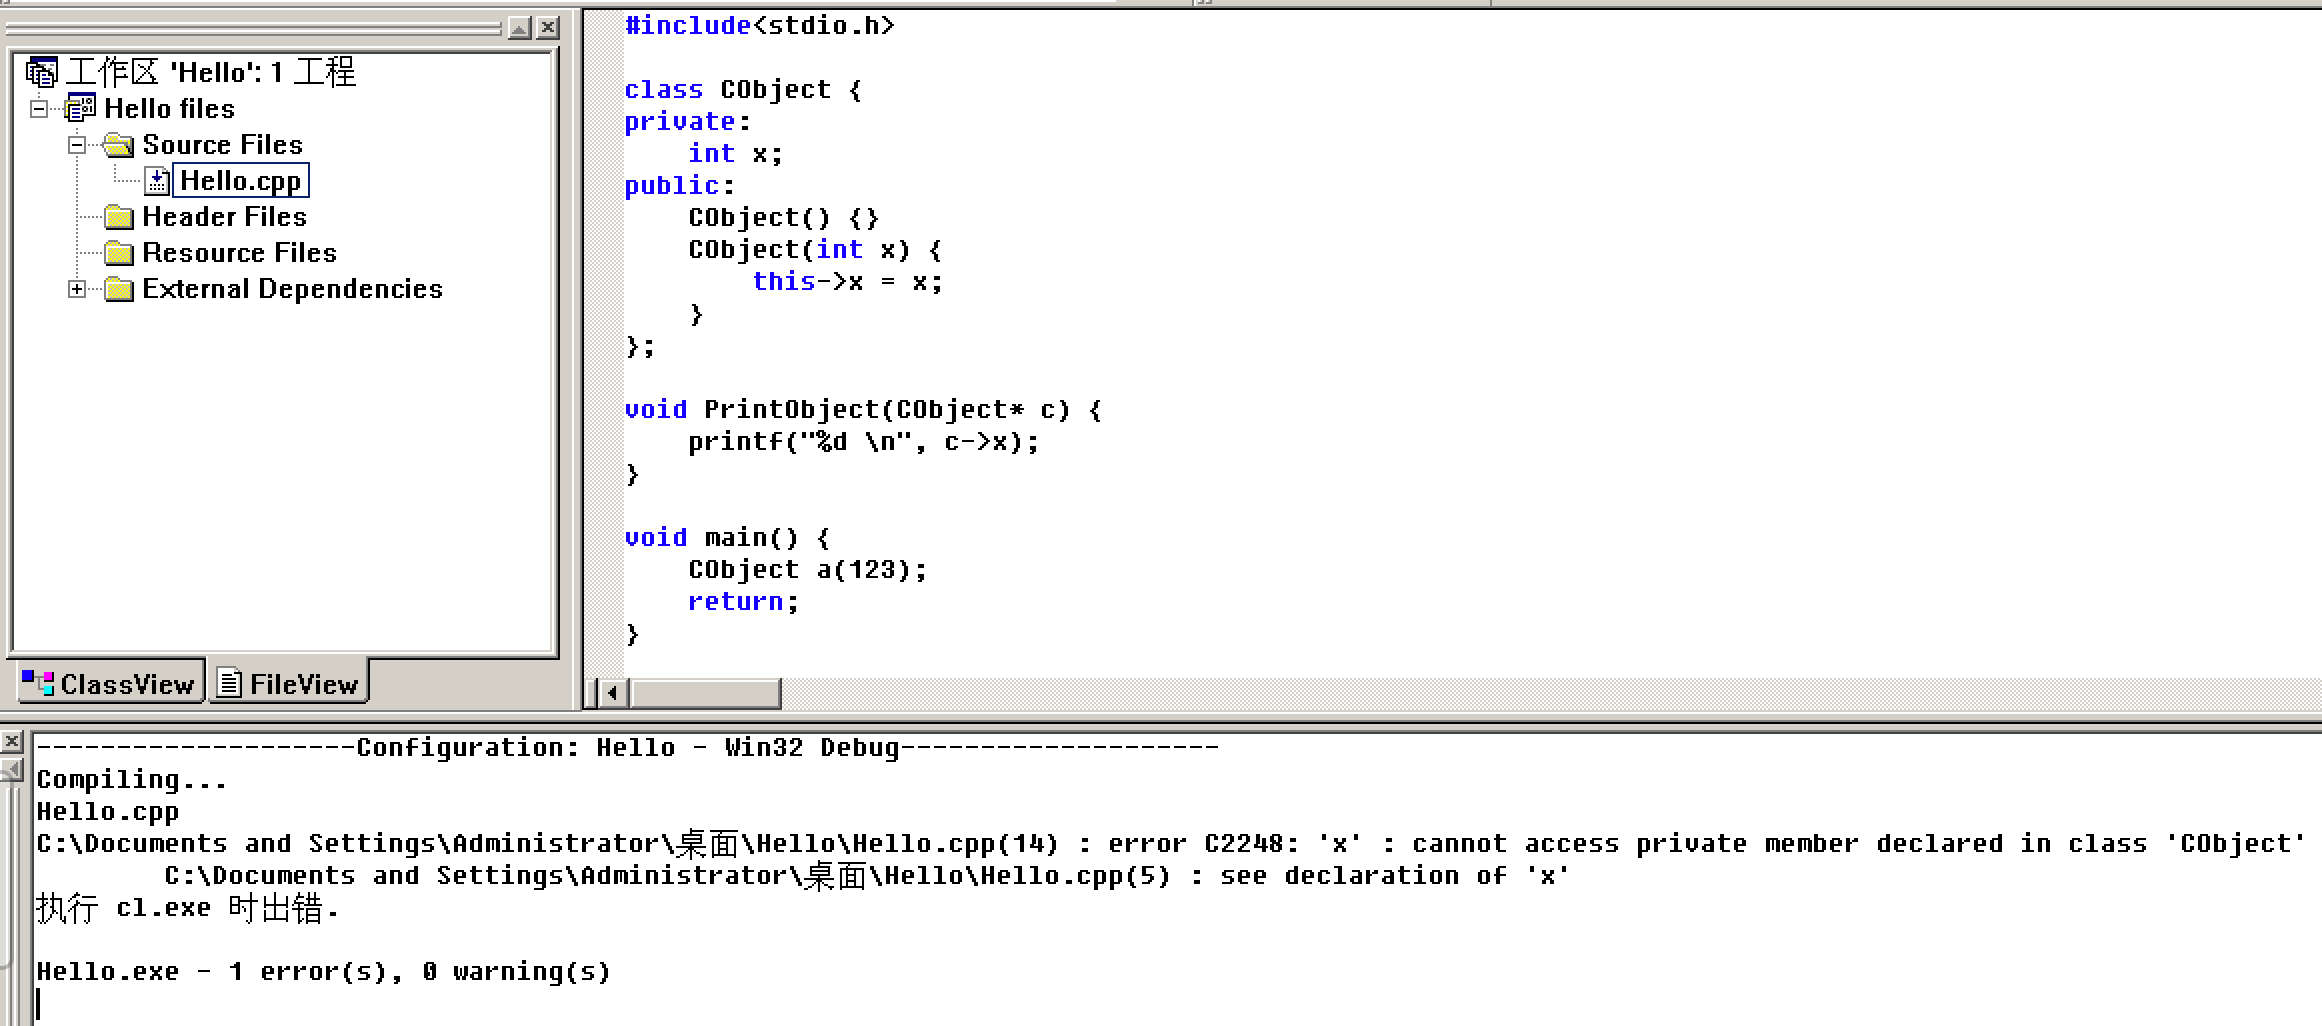 工作区 'Hello': 1 工程
Hello files
Source Files
Hello.cpp
Header Files
Resource Files
External Dependencies
ClassView
FileView
#include<stdio.h>
class CObject {
private:
    int x;
public:
    CObject() {}
    CObject(int x) {
        this->x = x;
    }
};
void PrintObject(CObject* c) {
    printf("%d \n", c->x);
}
void main() {
    CObject a(123);
    return;
}
--------------------Configuration: Hello - Win32 Debug--------------------
Compiling...
Hello.cpp
C:\Documents and Settings\Administrator\桌面\Hello\Hello.cpp(14) : error C2248: 'x' : cannot access private member declared in class 'CObject'
        C:\Documents and Settings\Administrator\桌面\Hello\Hello.cpp(5) : see declaration of 'x'
执行 cl.exe 时出错.
Hello.exe - 1 error(s), 0 warning(s)